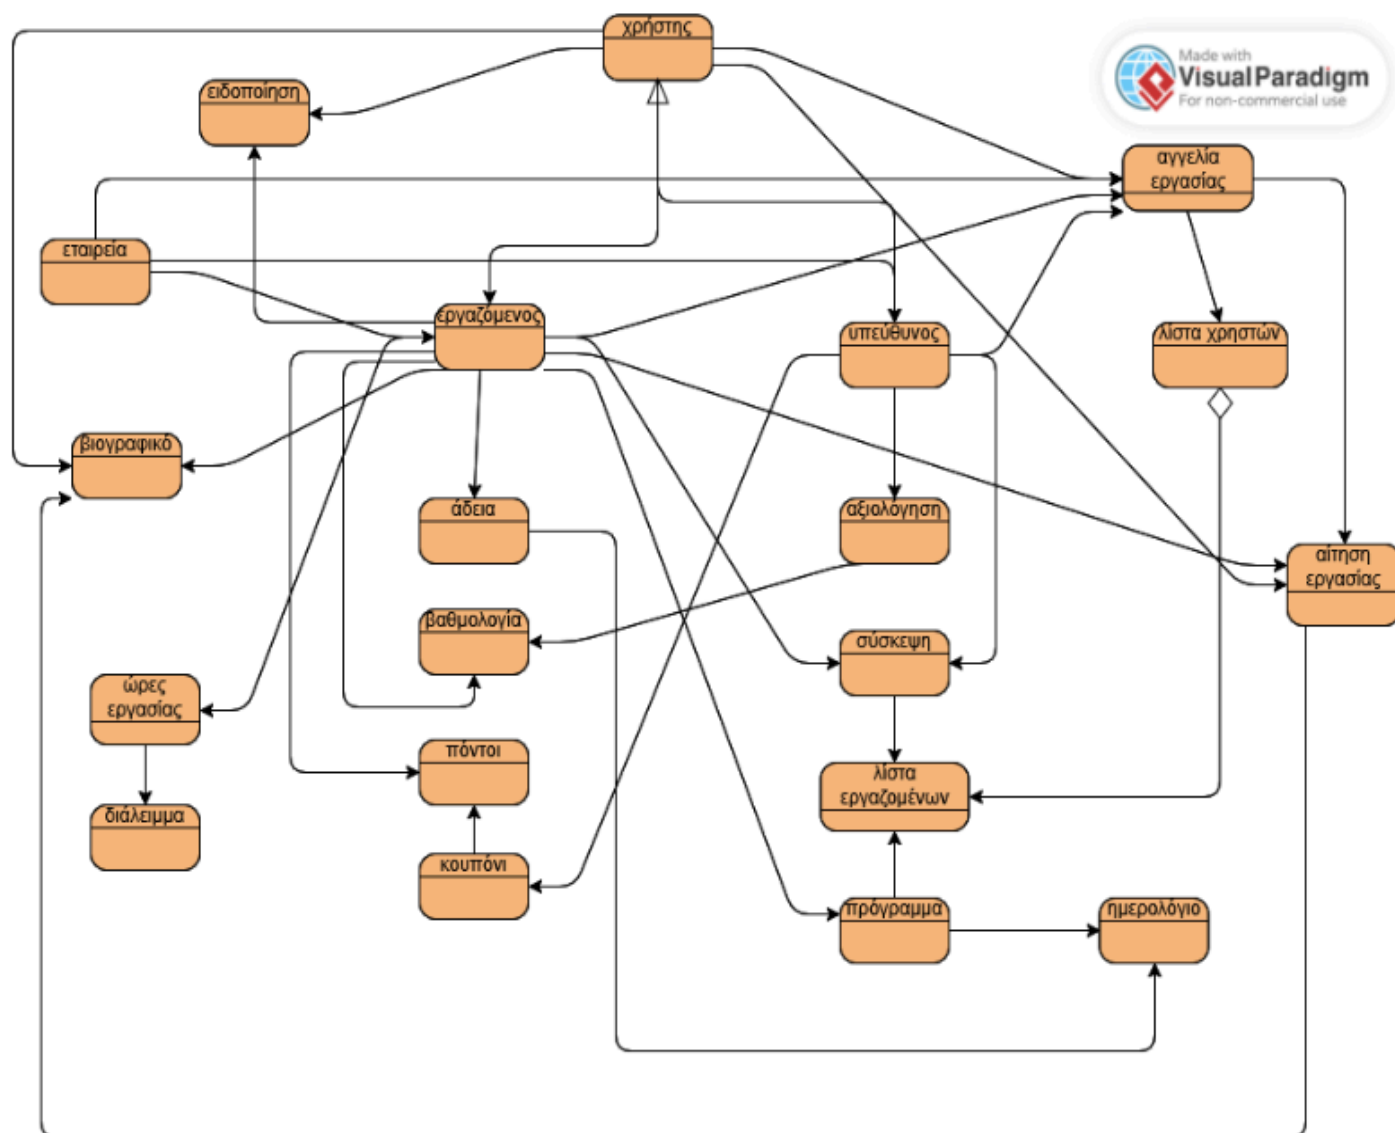 χρήστης
Made with
Visual Paradigm
For non-commercial use
ειδοποίηση
αγγελία
εργασίας
εταιρεία
εργαζόμενος
υπεύθυνος
λίστα χρηστών
βιογραφικό
άδεια
αξιολόγηση
αίτηση
εργασίας
βαθμολογία
σύσκεψη
ώρες
εργασίας
πόντοι
λίστα
εργαζομένων
διάλειμμα
κουπόνι
πρόγραμμα
ημερολόγιο